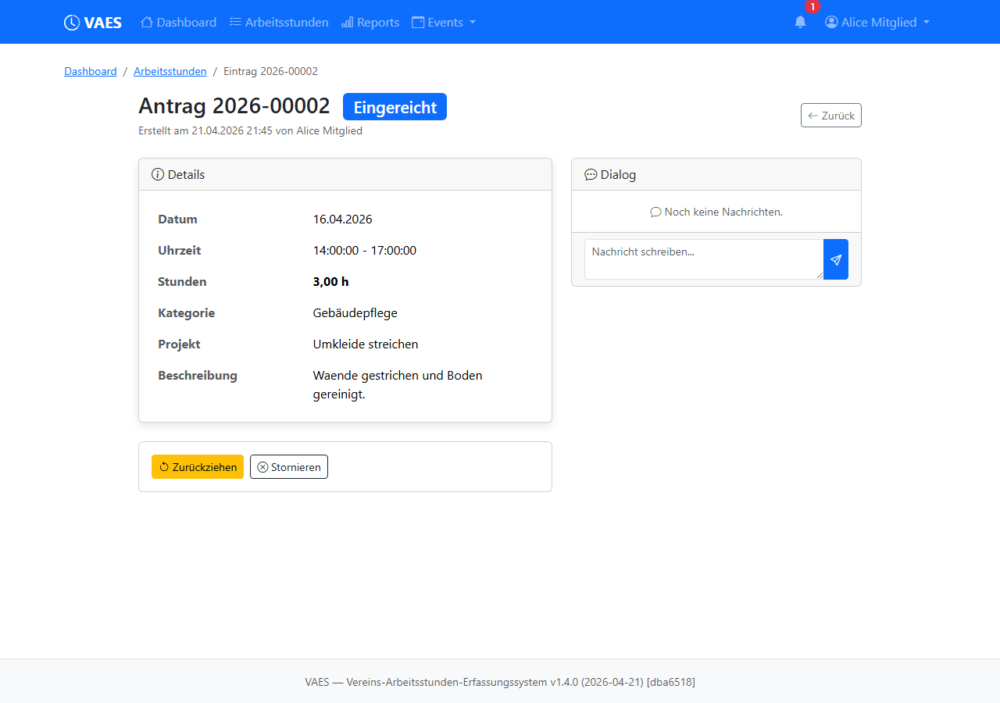 VAES Dashboard Arbeitsstunden Reports Events 1 Alice Mitglied
Dashboard / Arbeitsstunden / Eintrag 2026-00002
Antrag 2026-00002 Eingereicht
Erstellt am 21.04.2026 21:45 von Alice Mitglied
Zurück
Details
Datum 16.04.2026
Uhrzeit 14:00:00 - 17:00:00
Stunden 3,00 h
Kategorie Gebäudepflege
Projekt Umkleide streichen
Beschreibung Waende gestrichen und Boden
gereinigt.
Zurückziehen Stornieren
Dialog
Noch keine Nachrichten.
Nachricht schreiben...
VAES — Vereins-Arbeitsstunden-Erfassungssystem v1.4.0 (2026-04-21) [dba6518]